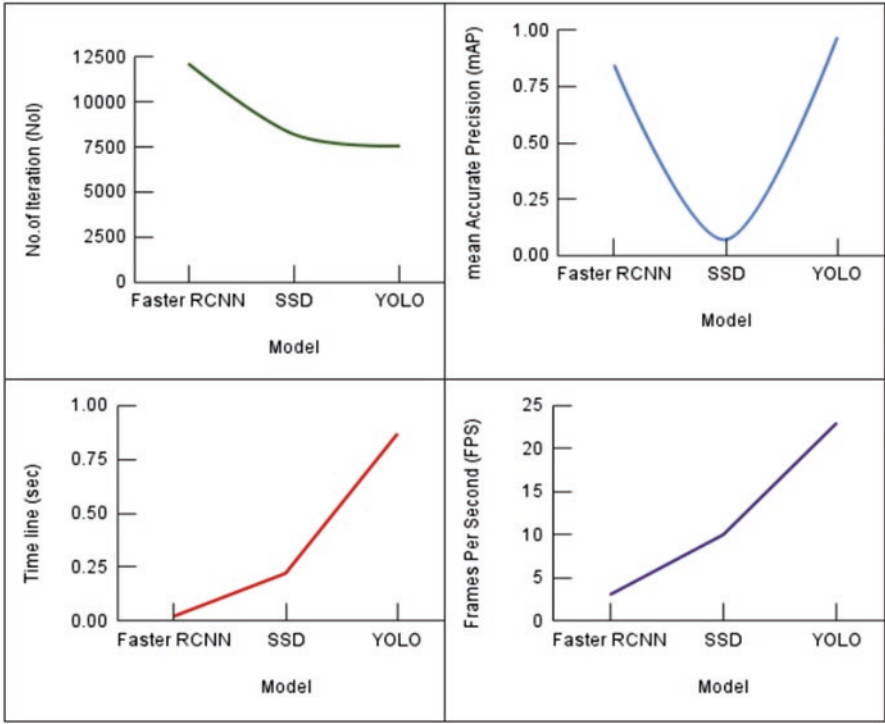 No.of Iteration (NoI)
12500
10000
7500
5000
2500
0
Faster RCNN SSD YOLO
Model
mean Accurate Precision (mAP)
1.00
0.75
0.50
0.25
0.00
Faster RCNN SSD YOLO
Model
Time line (sec)
1.00
0.75
0.50
0.25
0.00
Faster RCNN SSD YOLO
Model
Frames Per Second (FPS)
25
20
15
10
5
0
Faster RCNN SSD YOLO
Model